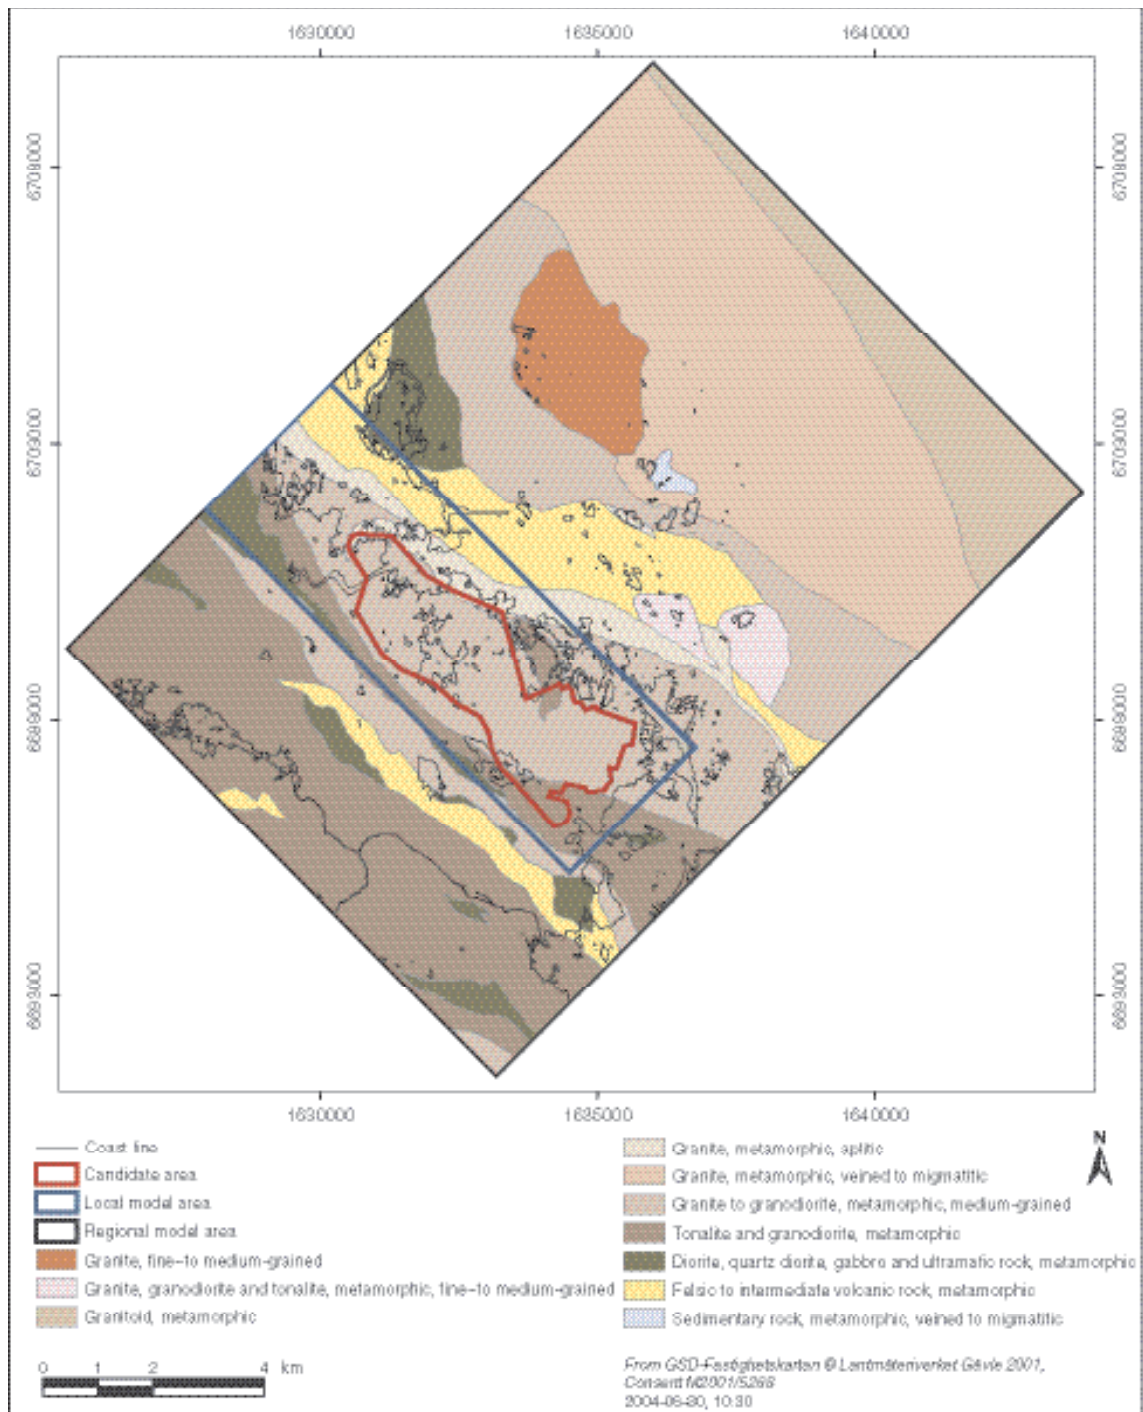 1630000 1635000 1640000
6708000 6708000
6703000 6703000
6698000 6698000
6693000 6693000
1630000 1635000 1640000
Coast line
Candidate area
Local model area
Regional model area
Granite, fine-to medium-grained
Granite, granodiorite and tonalite, metamorphic, fine-to medium-grained
Granitoid, metamorphic
Granite, metamorphic, aplitic
Granite, metamorphic, veined to migmatitic
Granite to granodiorite, metamorphic, medium-grained
Tonalite and granodiorite, metamorphic
Diorite, quartz diorite, gabbro and ultramafic rock, metamorphic
Felsic to intermediate volcanic rock, metamorphic
Sedimentary rock, metamorphic, veined to migmatitic
N
0 1 2 4 km
From GSD-Fastighetskartan © Lantmäteriverket Gävle 2001,
Consent M2001/5268
2004-06-30, 10:30